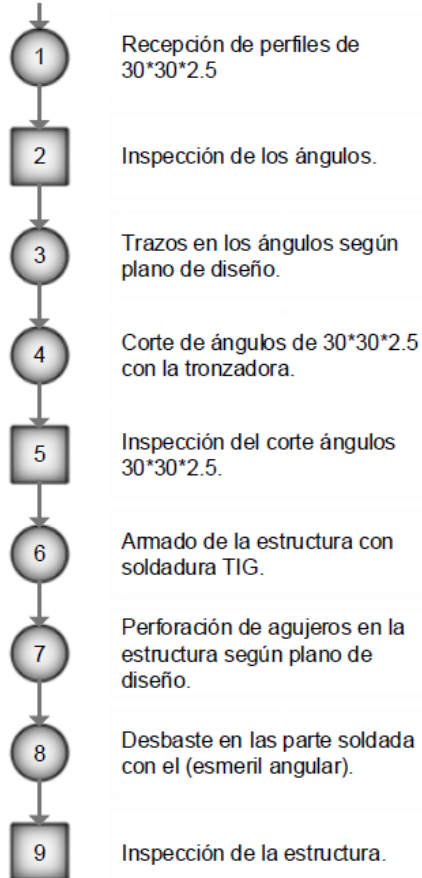 1
Recepción de perfiles de
30*30*2.5
2
Inspección de los ángulos.
3
Trazos en los ángulos según
plano de diseño.
4
Corte de ángulos de 30*30*2.5
con la tronzadora.
5
Inspección del corte ángulos
30*30*2.5.
6
Armado de la estructura con
soldadura TIG.
7
Perforación de agujeros en la
estructura según plano de
diseño.
8
Desbaste en las parte soldada
con el (esmeril angular).
9
Inspección de la estructura.